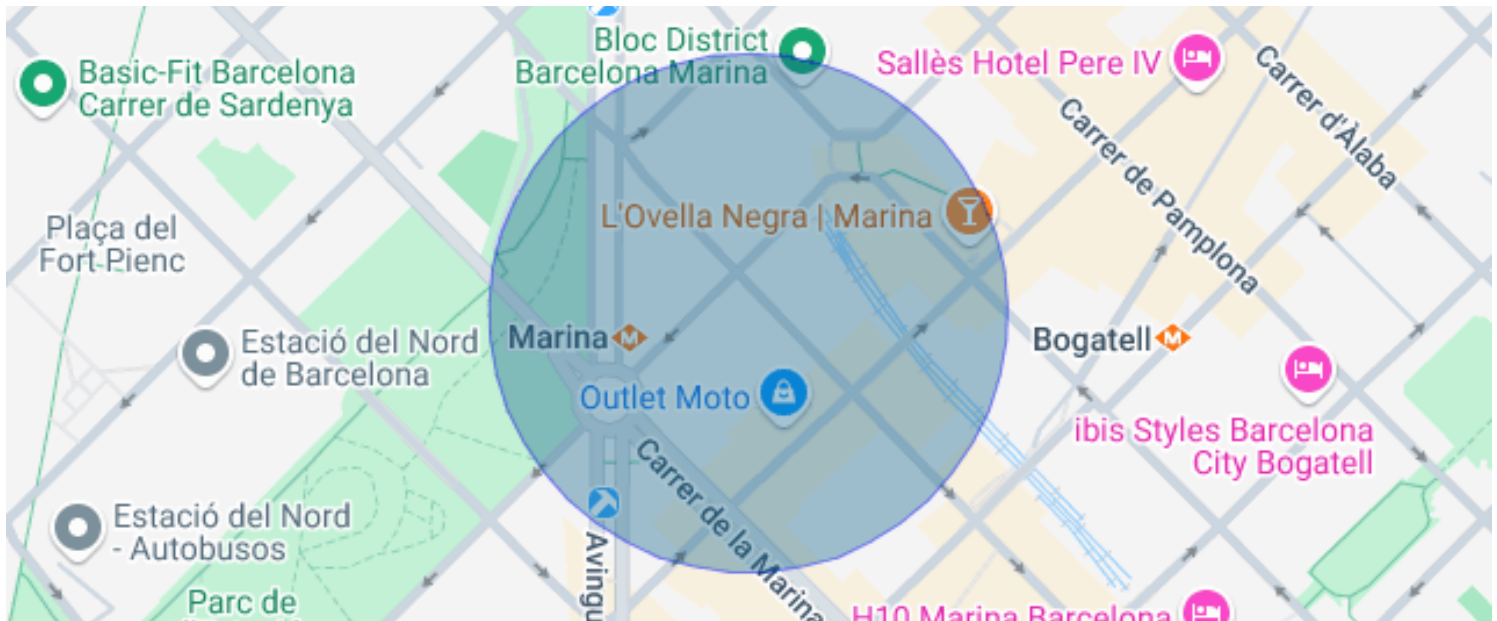 Bloc District
Barcelona Marina
Sallès Hotel Pere IV
Carrer d'Àlaba
Basic-Fit Barcelona
Carrer de Sardenya
Carrer de Pamplona
L'Ovella Negra | Marina
Plaça del
Fort Pienc
Marina
M
Bogatell
M
Estació del Nord
de Barcelona
Outlet Moto
ibis Styles Barcelona
City Bogatell
Carrer de la Marina
Estació del Nord
- Autobusos
Avingu
Parc de
H10 Marina Barcelona